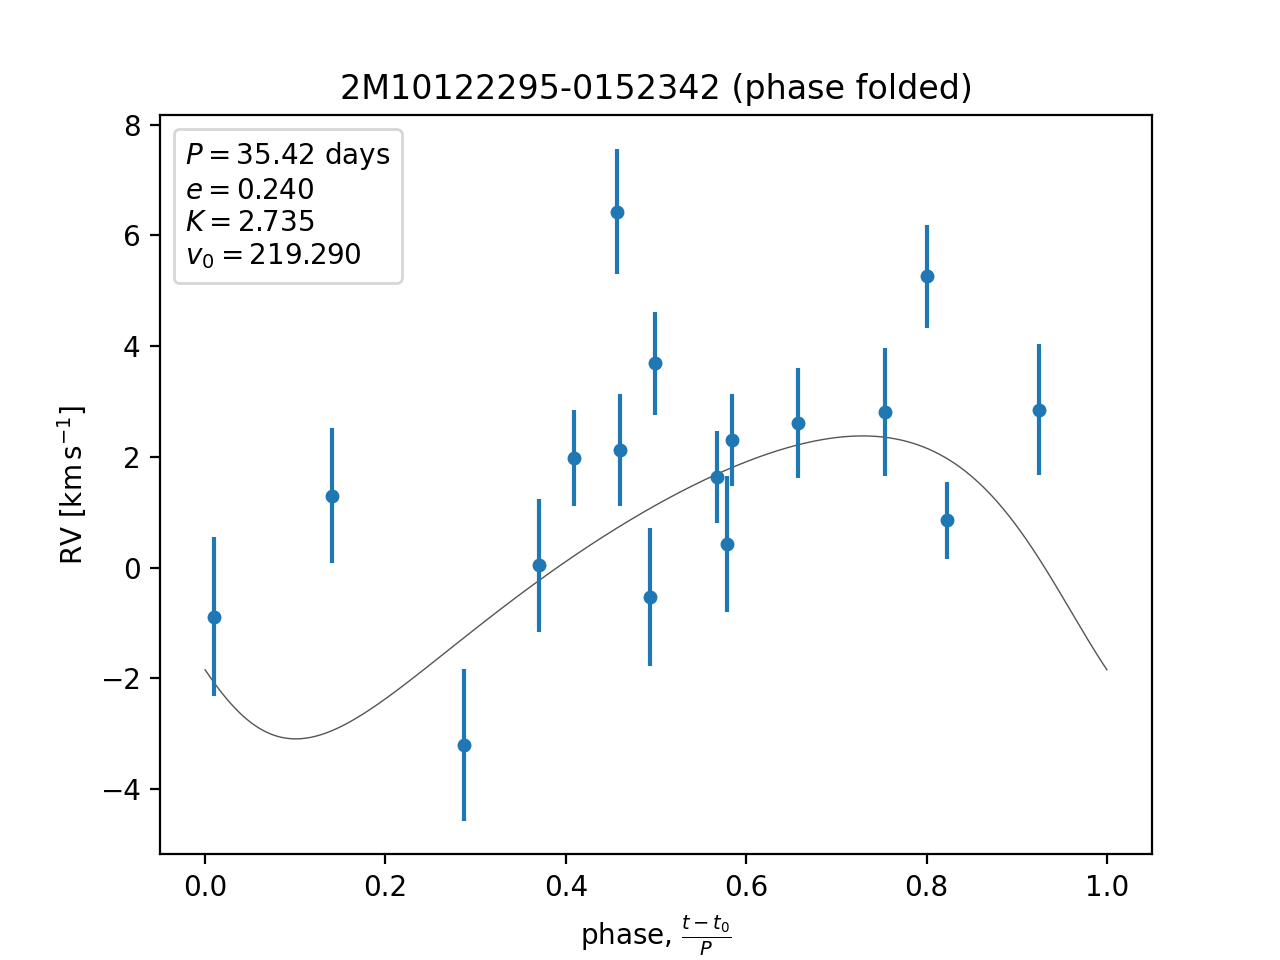 2M10122295-0152342 (phase folded)
P = 35.42 days
e = 0.240
K = 2.735
v₀ = 219.290
8
6
4
2
0
−2
−4
RV [km s⁻¹]
0.0 0.2 0.4 0.6 0.8 1.0
phase, (t − t₀)/P